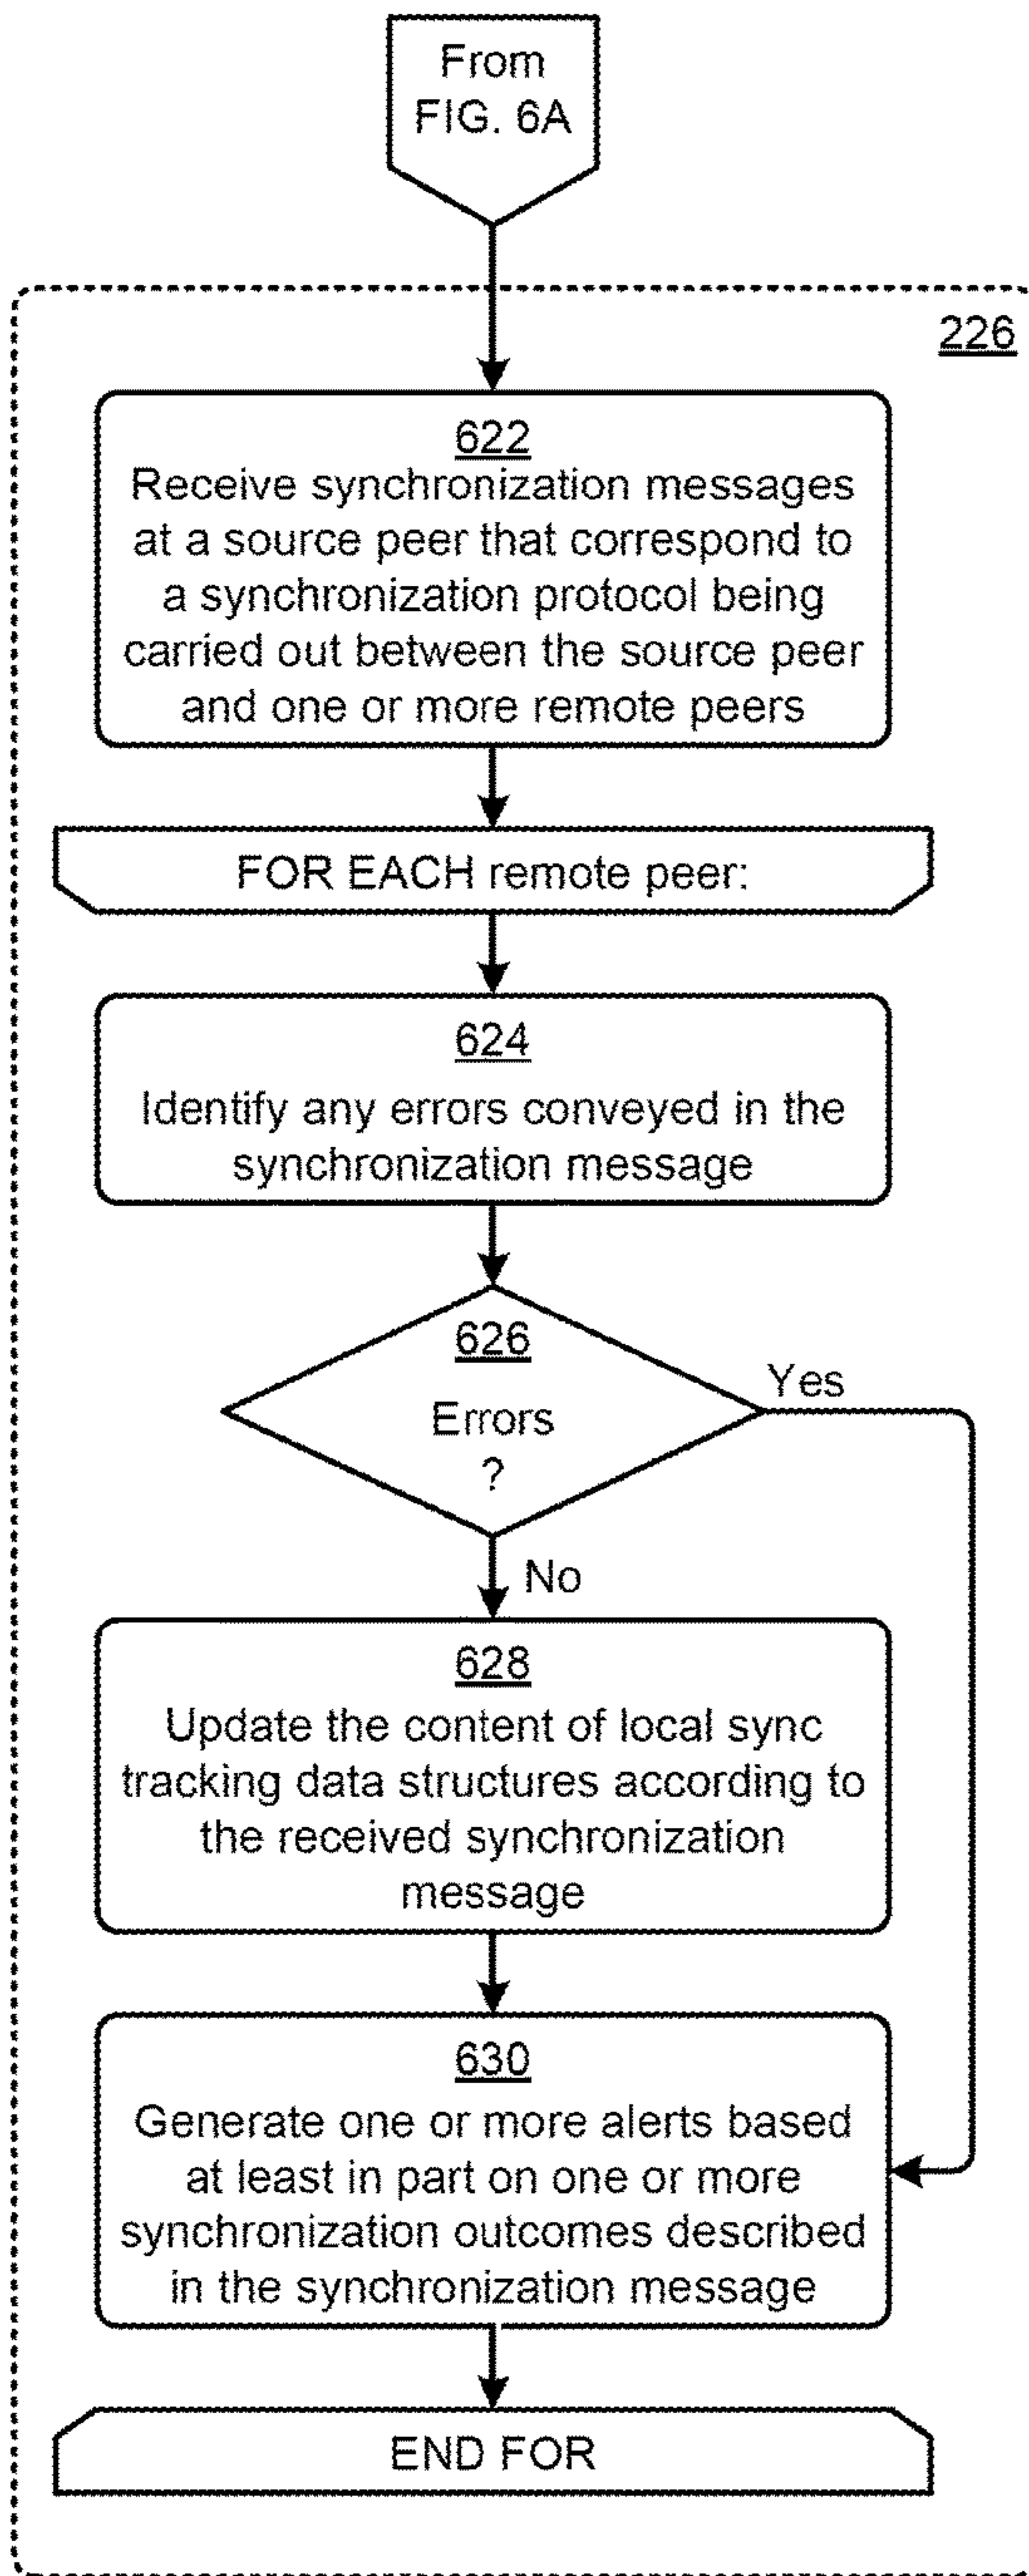 From
FIG. 6A
226
622
Receive synchronization messages
at a source peer that correspond to
a synchronization protocol being
carried out between the source peer
and one or more remote peers
FOR EACH remote peer:
624
Identify any errors conveyed in the
synchronization message
626
Errors
?
Yes
No
628
Update the content of local sync
tracking data structures according to
the received synchronization
message
630
Generate one or more alerts based
at least in part on one or more
synchronization outcomes described
in the synchronization message
END FOR